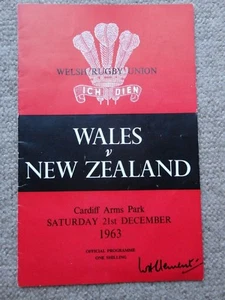 WELSH RUGBY UNION
ICH DIEN
WALES
v
NEW ZEALAND
Cardiff Arms Park
SATURDAY 21st DECEMBER
1963
OFFICIAL PROGRAMME
ONE SHILLING